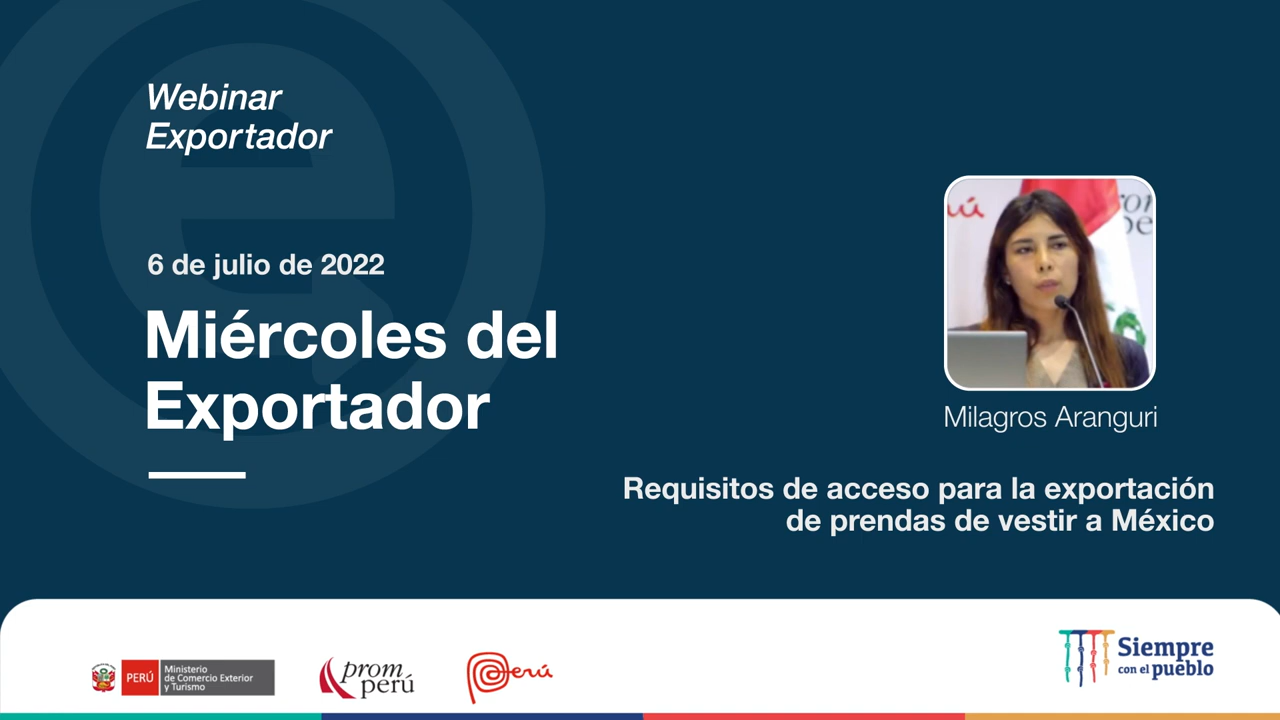 Webinar
Exportador
6 de julio de 2022
Miércoles del
Exportador
Milagros Aranguri
Requisitos de acceso para la exportación
de prendas de vestir a México
PERÚ
Ministerio
de Comercio Exterior
y Turismo
prom
perú
Perú
Siempre
con el pueblo